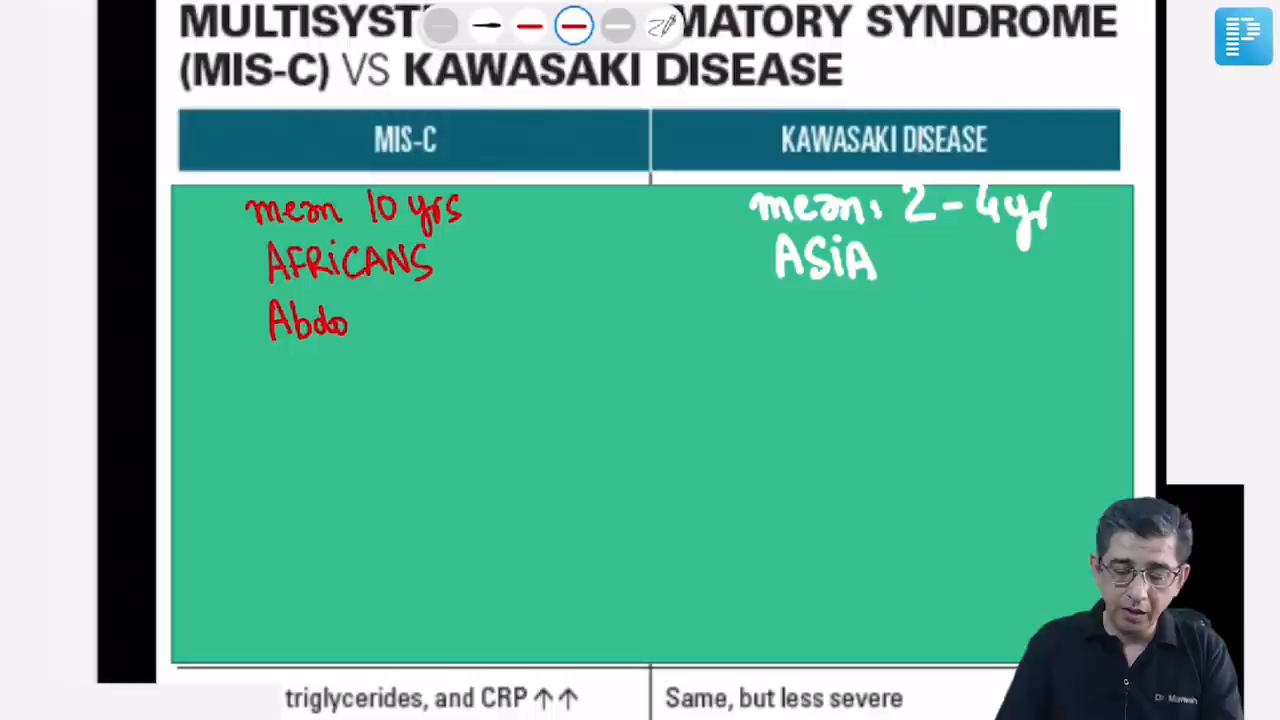 MULTISYST MATORY SYNDROME
(MIS-C) VS KAWASAKI DISEASE
MIS-C
KAWASAKI DISEASE
mean 10 yrs
mean: 2-4yr
AFRiCANS
ASiA
Abdo
triglycerides, and CRP ↑↑
Same, but less severe